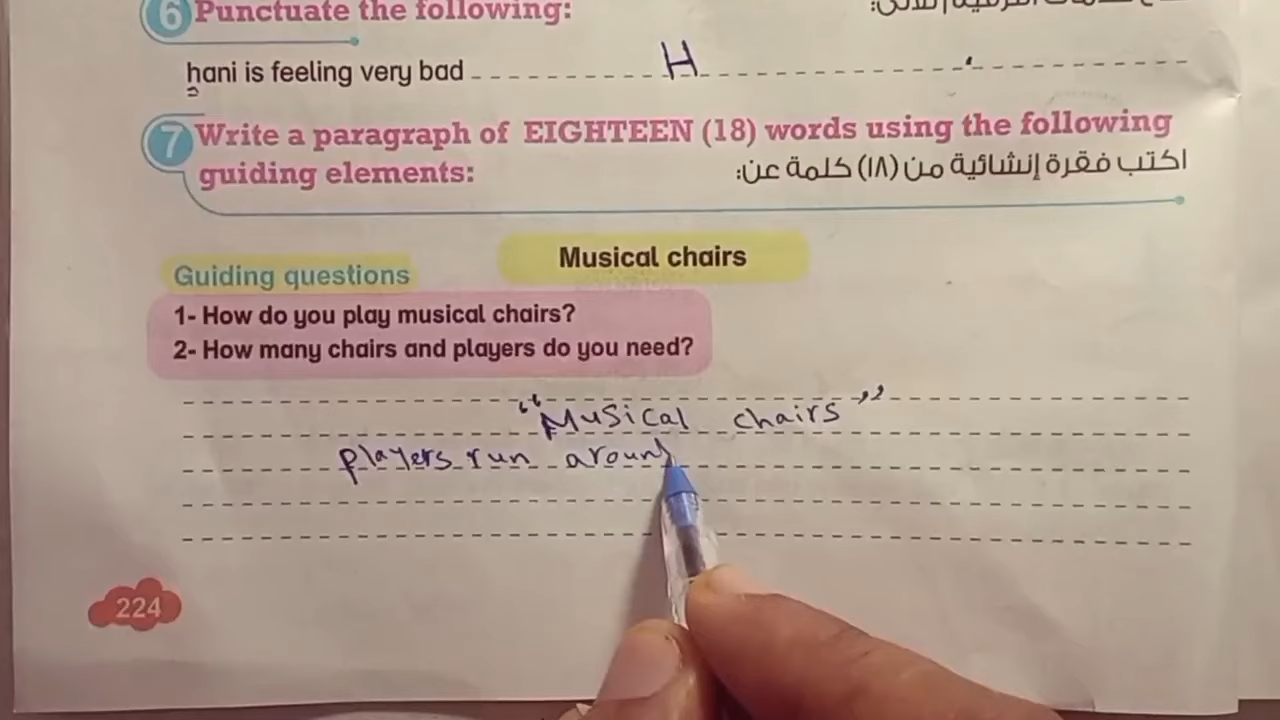 6 Punctuate the following:
hani is feeling very bad H .
7 Write a paragraph of EIGHTEEN (18) words using the following
guiding elements:
اكتب فقرة إنشائية من (١٨) كلمة عن:
Musical chairs
Guiding questions
1- How do you play musical chairs?
2- How many chairs and players do you need?
"Musical chairs"
players run around
224